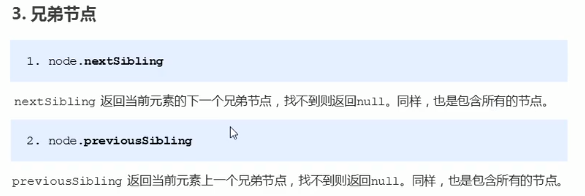 3. 兄弟节点
1. node.nextSibling
nextSibling 返回当前元素的下一个兄弟节点，找不到则返回null。同样，也是包含所有的节点。
2. node.previousSibling
previousSibling 返回当前元素上一个兄弟节点，找不到则返回null。同样，也是包含所有的节点。